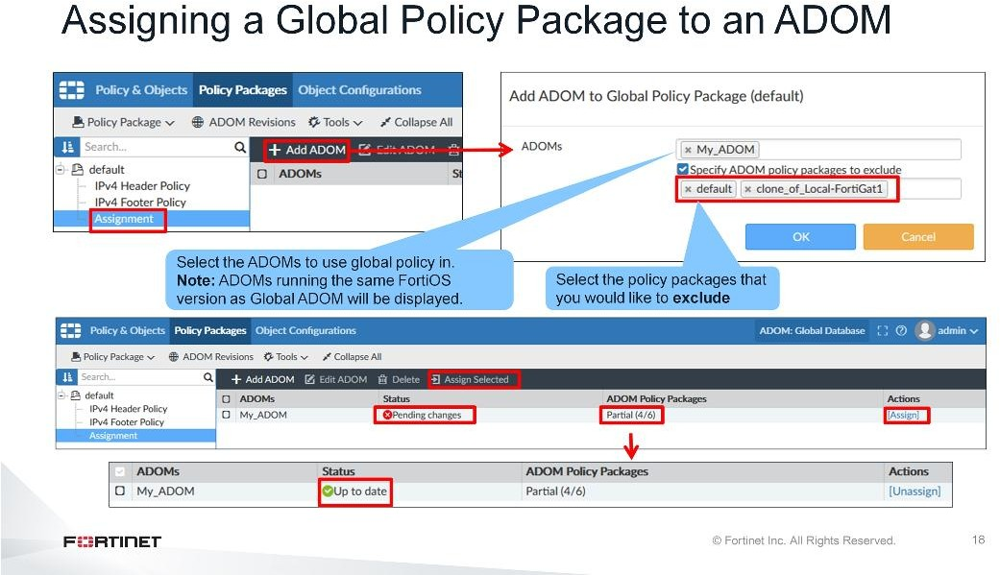 Assigning a Global Policy Package to an ADOM
Policy & Objects Policy Packages Object Configurations
Policy Package ADOM Revisions Tools Collapse All
Search... + Add ADOM Edit ADOM
ADOMs St
default
IPv4 Header Policy
IPv4 Footer Policy
Assignment
Add ADOM to Global Policy Package (default)
ADOMs × My_ADOM
Specify ADOM policy packages to exclude
× default × clone_of_Local-FortiGat1
OK Cancel
Select the ADOMs to use global policy in.
Note: ADOMs running the same FortiOS
version as Global ADOM will be displayed.
Select the policy packages that
you would like to exclude
Policy & Objects Policy Packages Object Configurations ADOM: Global Database admin
Policy Package ADOM Revisions Tools Collapse All
Search... + Add ADOM Edit ADOM Delete Assign Selected
default
IPv4 Header Policy
IPv4 Footer Policy
Assignment
ADOMs Status ADOM Policy Packages Actions
My_ADOM Pending changes Partial (4/6) [Assign]
ADOMs Status ADOM Policy Packages Actions
My_ADOM Up to date Partial (4/6) [Unassign]
FORTINET © Fortinet Inc. All Rights Reserved. 18